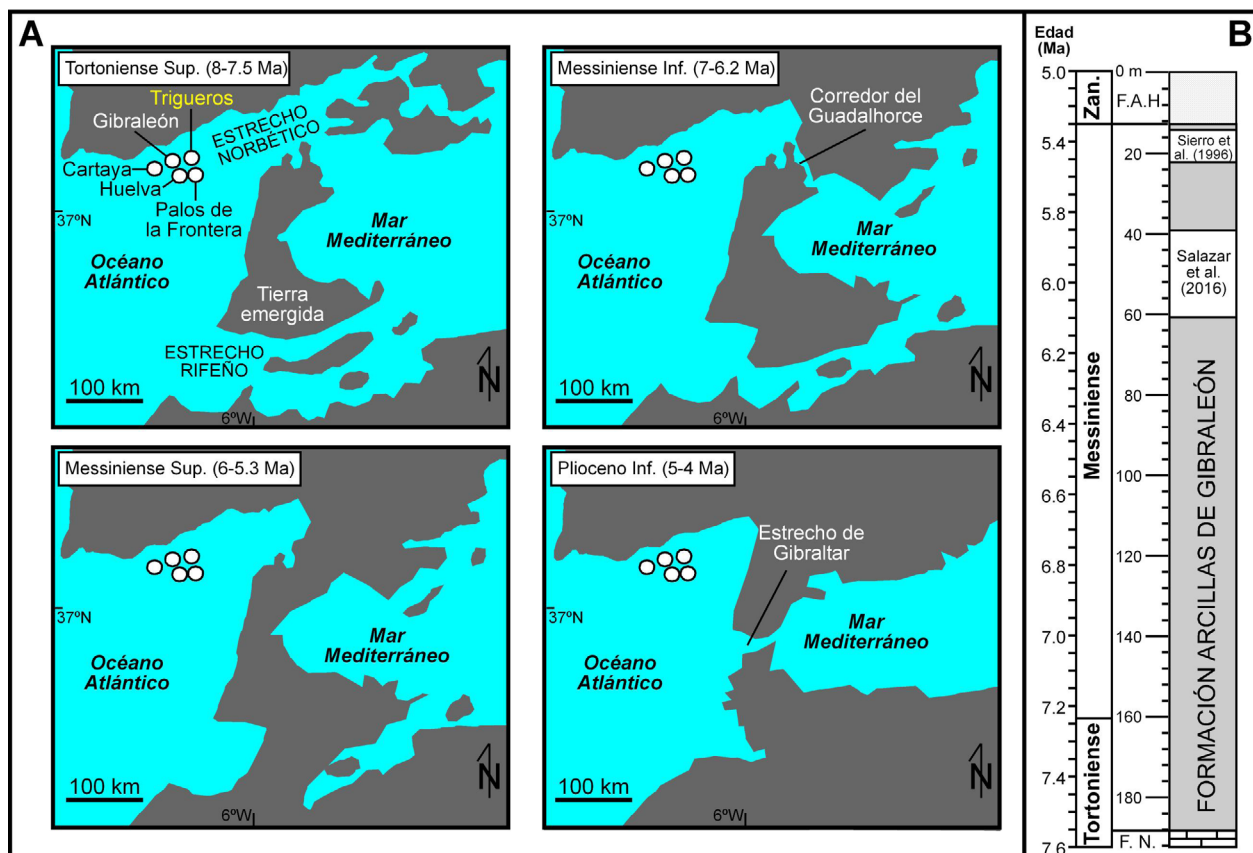 A
Tortoniense Sup. (8-7.5 Ma)
Trigueros
Gibraleón
Cartaya
Huelva
Palos de
la Frontera
ESTRECHO
NORBÉTICO
37ºN
Mar
Mediterráneo
Océano
Atlántico
Tierra
emergida
ESTRECHO
RIFEÑO
100 km
6ºW
N
Messiniense Inf. (7-6.2 Ma)
Corredor del
Guadalhorce
Mar
Mediterráneo
Océano
Atlántico
100 km
N
Messiniense Sup. (6-5.3 Ma)
37ºN
Mar
Mediterráneo
Océano
Atlántico
100 km
6ºW
N
Plioceno Inf. (5-4 Ma)
Estrecho de
Gibraltar
Mar
Mediterráneo
Océano
Atlántico
100 km
N
B
Edad
(Ma)
5.0
5.4
5.8
6.0
6.2
6.4
6.6
6.8
7.0
7.2
7.4
7.6
Zan.
Messiniense
Tortoniense
0 m
20
40
60
80
100
120
140
160
180
F.A.H.
Sierro et
al. (1996)
Salazar
et al.
(2016)
FORMACIÓN ARCILLAS DE GIBRALEÓN
F. N.